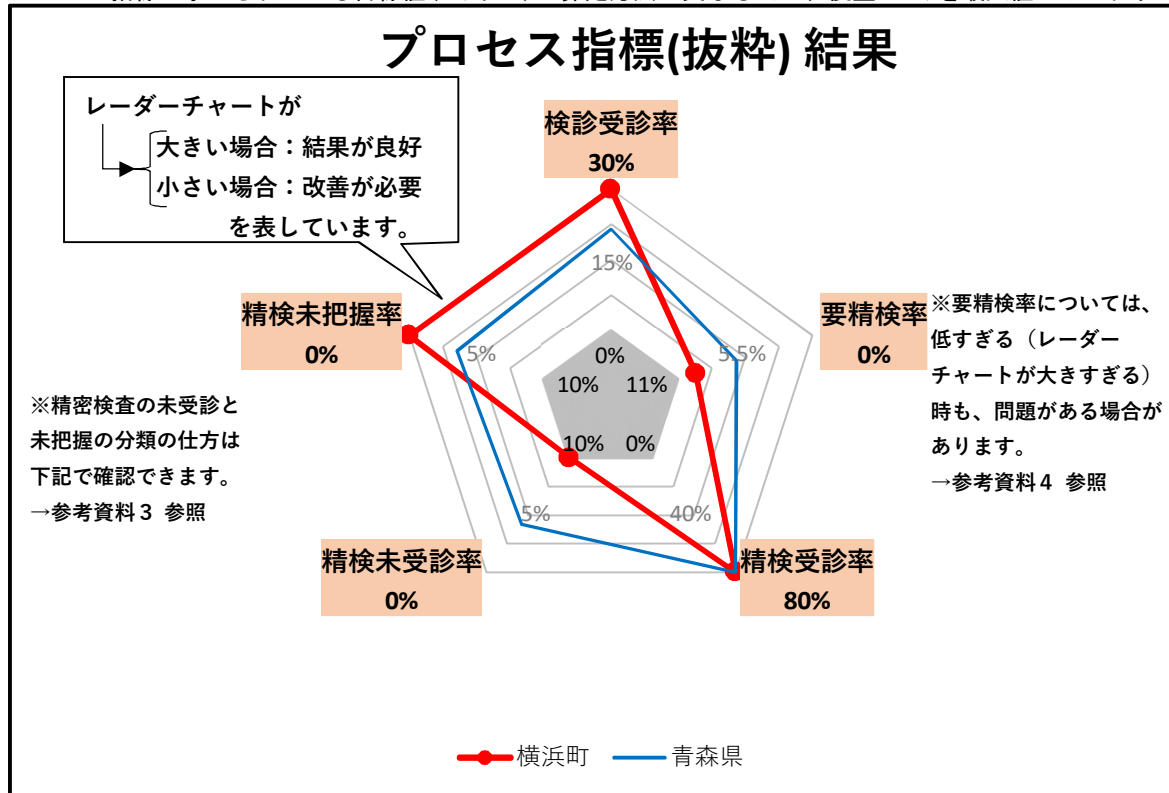 プロセス指標(抜粋) 結果
レーダーチャートが
大きい場合：結果が良好
小さい場合：改善が必要
を表しています。
検診受診率
30%
15%
0%
精検未把握率
0%
5%
10%
要精検率
0%
5.5%
11%
※要精検率については、
低すぎる（レーダー
チャートが大きすぎる）
時も、問題がある場合が
あります。
→参考資料４ 参照
※精密検査の未受診と
未把握の分類の仕方は
下記で確認できます。
→参考資料３ 参照
10%
0%
5%
40%
精検未受診率
0%
精検受診率
80%
横浜町
青森県